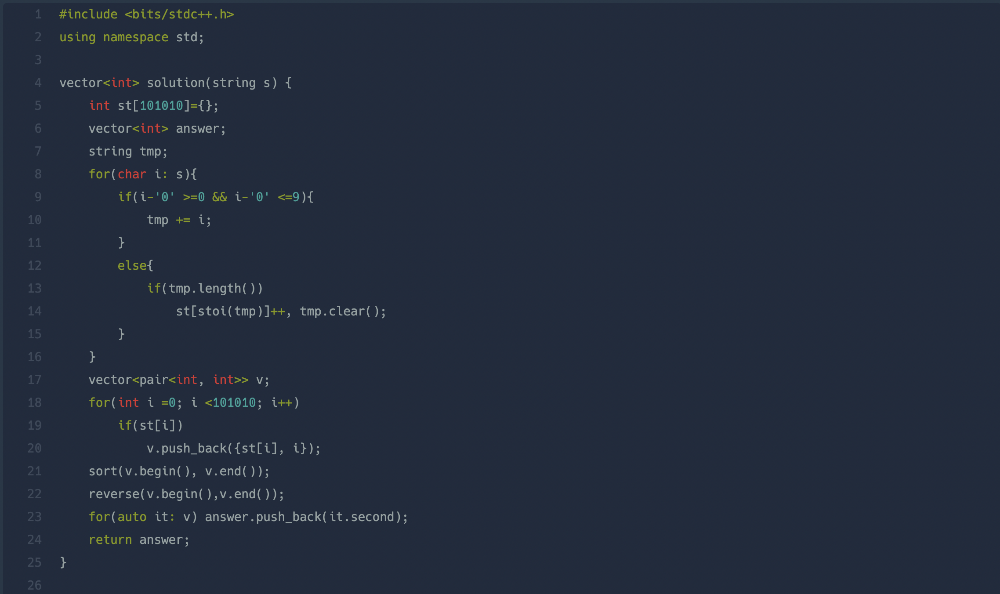 1 #include <bits/stdc++.h>
2 using namespace std;
3
4 vector<int> solution(string s) {
5     int st[101010]={};
6     vector<int> answer;
7     string tmp;
8     for(char i: s){
9         if(i-'0' >=0 && i-'0' <=9){
10             tmp += i;
11         }
12         else{
13             if(tmp.length())
14                 st[stoi(tmp)]++, tmp.clear();
15         }
16     }
17     vector<pair<int, int>> v;
18     for(int i =0; i <101010; i++)
19         if(st[i])
20             v.push_back({st[i], i});
21     sort(v.begin(), v.end());
22     reverse(v.begin(),v.end());
23     for(auto it: v) answer.push_back(it.second);
24     return answer;
25 }
26